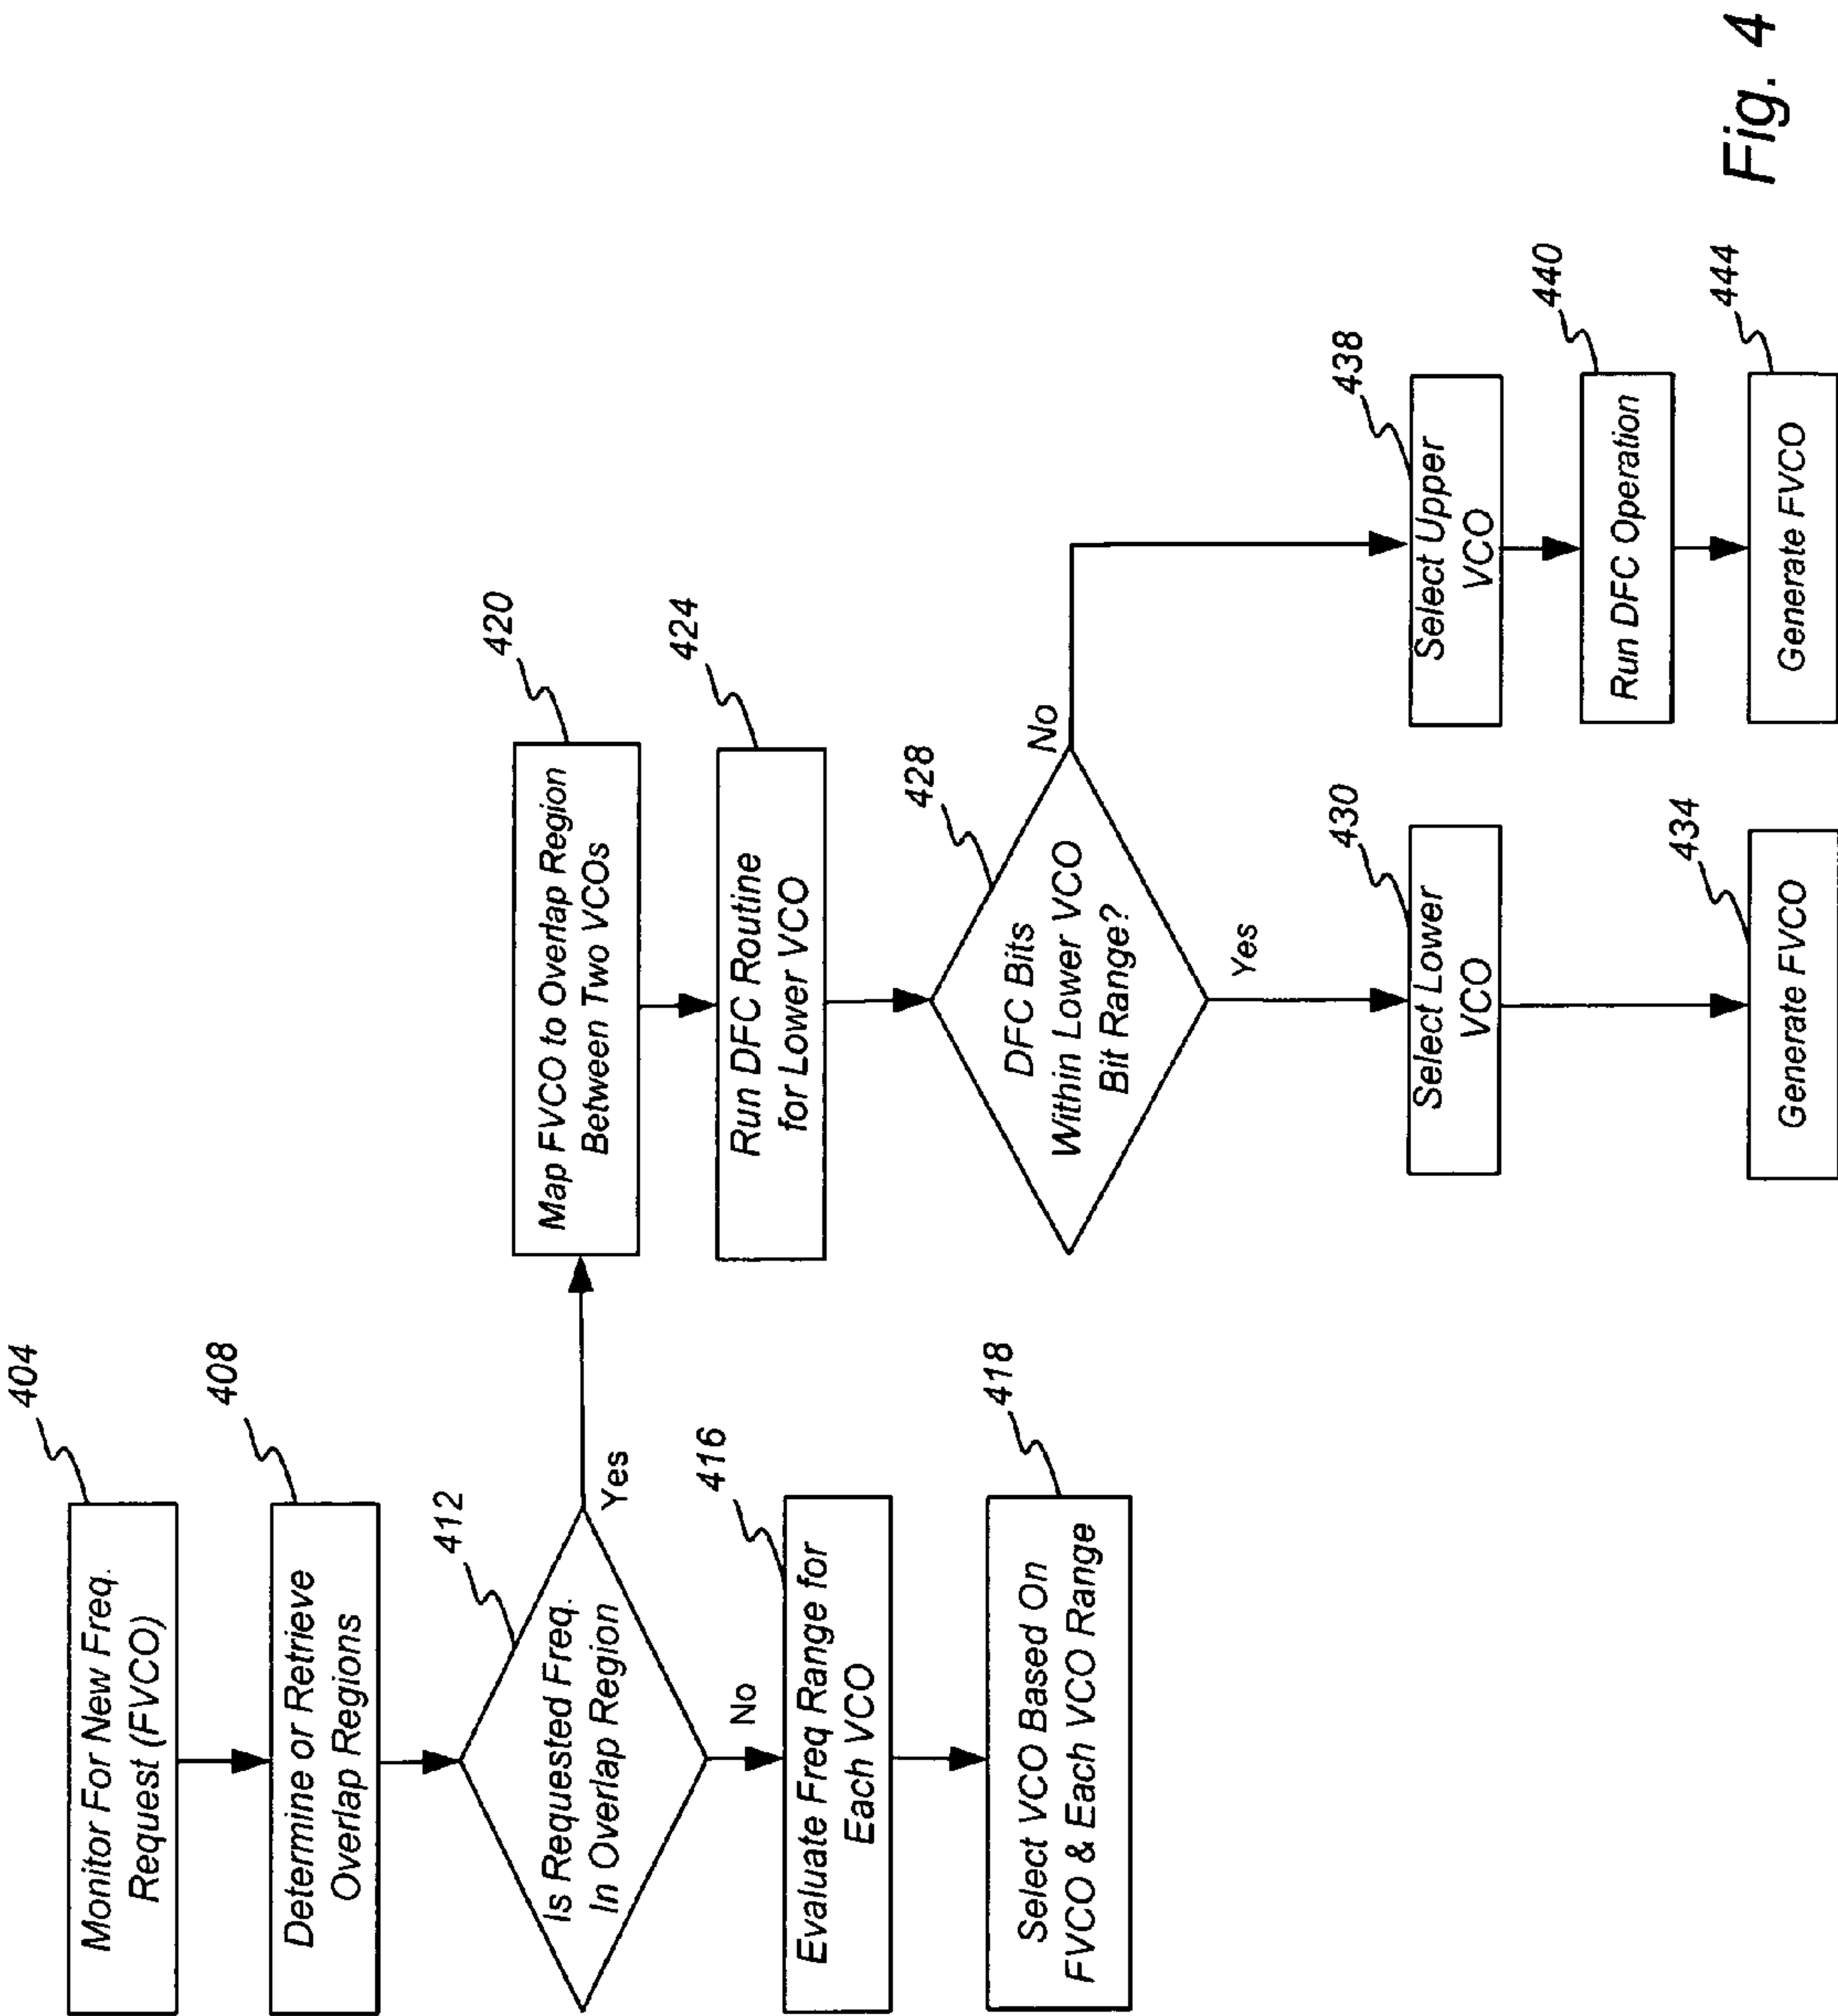 404
Monitor For New Freq.
Request (FVCO)
408
Determine or Retrieve
Overlap Regions
412
Is Requested Freq.
In Overlap Region
Yes
No
416
Evaluate Freq Range for
Each VCO
418
Select VCO Based On
FVCO & Each VCO Range
420
Map FVCO to Overlap Region
Between Two VCOs
424
Run DFC Routine
for Lower VCO
428
DFC Bits
Within Lower VCO
Bit Range?
No
Yes
430
Select Lower
VCO
434
Generate FVCO
438
Select Upper
VCO
440
Run DFC Operation
444
Generate FVCO
Fig. 4